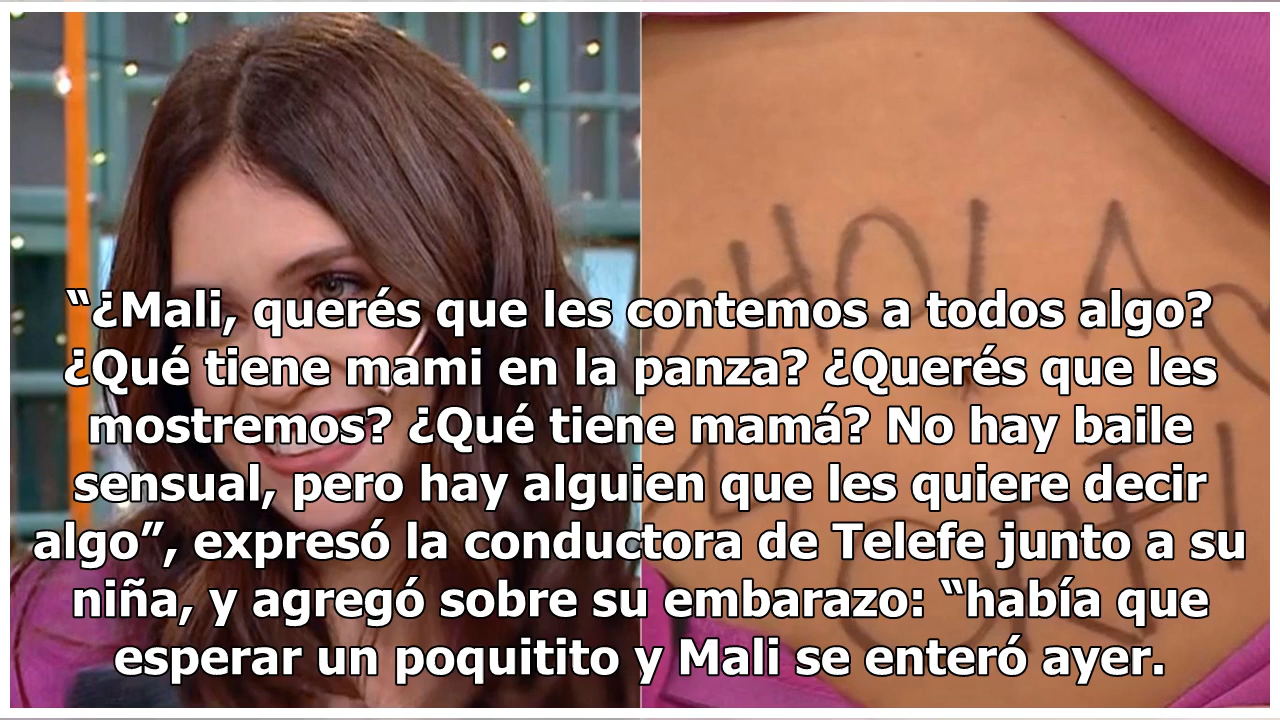 “¿Mali, querés que les contemos a todos algo?
¿Qué tiene mami en la panza? ¿Querés que les
mostremos? ¿Qué tiene mamá? No hay baile
sensual, pero hay alguien que les quiere decir
algo”, expresó la conductora de Telefe junto a su
niña, y agregó sobre su embarazo: “había que
esperar un poquitito y Mali se enteró ayer.
HOLA